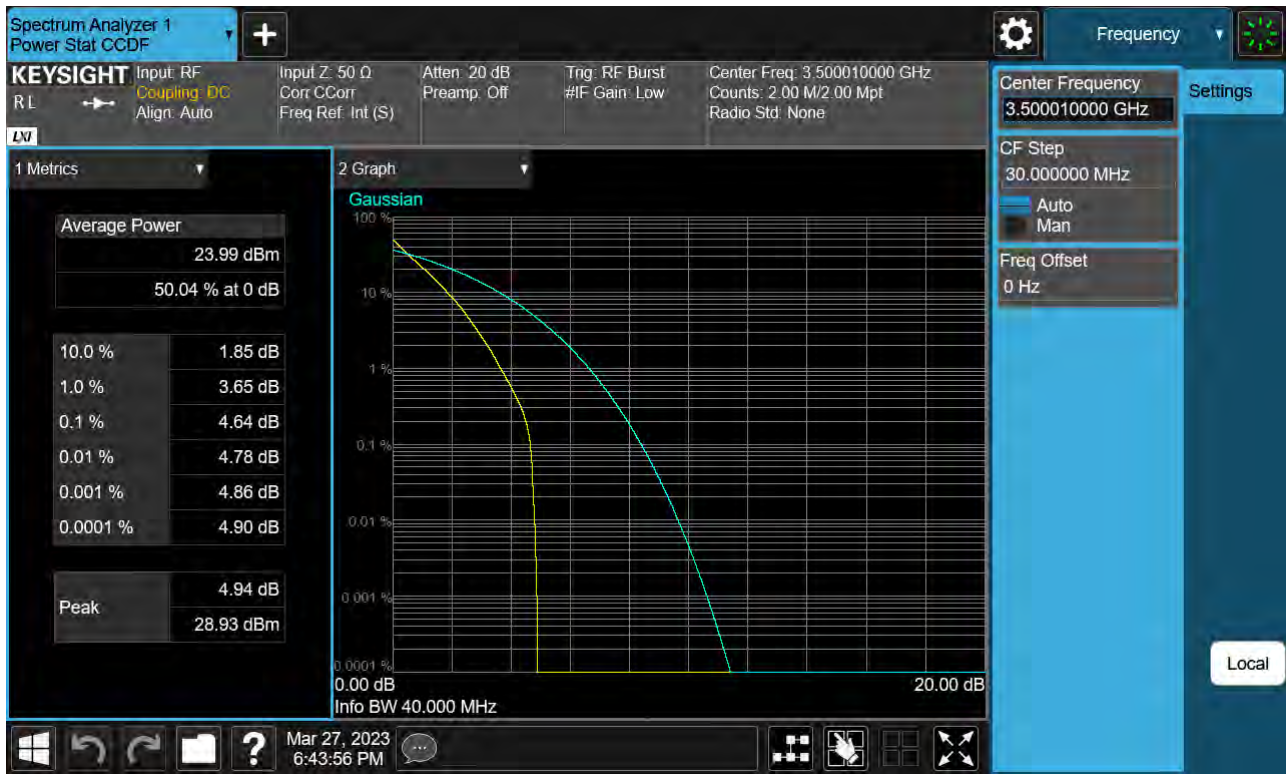 Spectrum Analyzer 1
Power Stat CCDF
Frequency
KEYSIGHT
R L
LXI
Input: RF
Coupling: DC
Align: Auto
Input Z: 50 Ω
Corr CCorr
Freq Ref: Int (S)
Atten: 20 dB
Preamp: Off
Trig: RF Burst
#IF Gain: Low
Center Freq: 3.500010000 GHz
Counts: 2.00 M/2.00 Mpt
Radio Std: None
Center Frequency
3.500010000 GHz
Settings
CF Step
30.000000 MHz
Auto
Man
Freq Offset
0 Hz
Local
1 Metrics
Average Power
23.99 dBm
50.04 % at 0 dB
10.0 % 1.85 dB
1.0 % 3.65 dB
0.1 % 4.64 dB
0.01 % 4.78 dB
0.001 % 4.86 dB
0.0001 % 4.90 dB
Peak 4.94 dB
28.93 dBm
2 Graph
Gaussian
100 %
10 %
1 %
0.1 %
0.01 %
0.001 %
0.0001 %
0.00 dB 20.00 dB
Info BW 40.000 MHz
?
Mar 27, 2023
6:43:56 PM